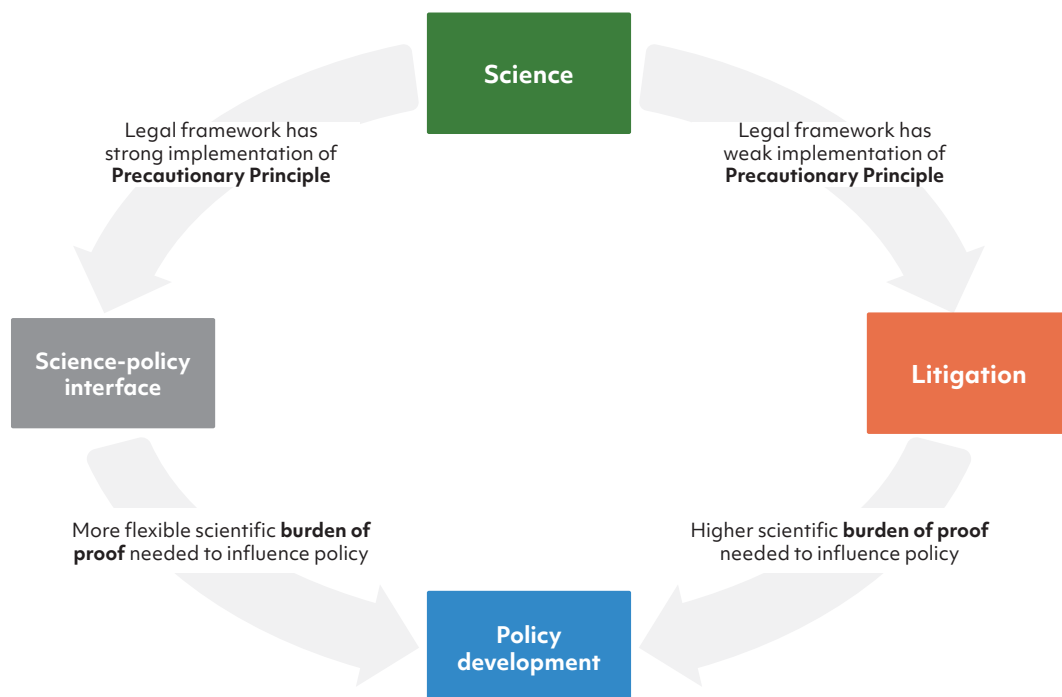 Science
Legal framework has
strong implementation of
Precautionary Principle
Legal framework has
weak implementation of
Precautionary Principle
Science-policy
interface
Litigation
More flexible scientific burden of
proof needed to influence policy
Higher scientific burden of proof
needed to influence policy
Policy
development